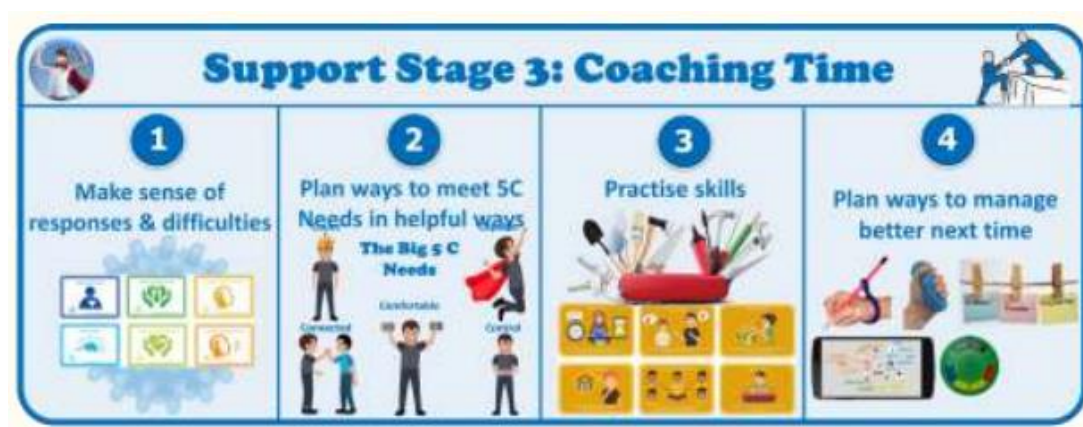 Support Stage 3: Coaching Time
1
Make sense of
responses & difficulties
2
Plan ways to meet 5C
Needs in helpful ways
The Big 5 C
Needs
Comfortable
Connected
Control
3
Practise skills
4
Plan ways to manage
better next time